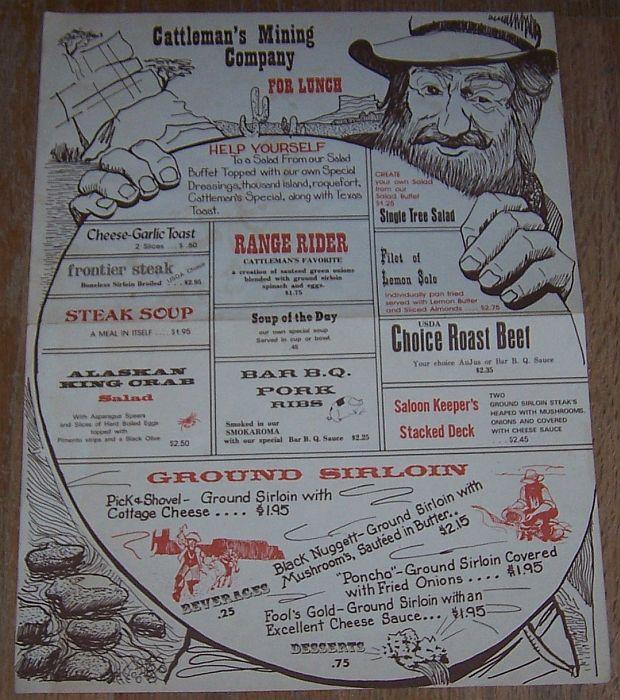 Cattleman's Mining
Company
FOR LUNCH
HELP YOURSELF
To a Salad From our Salad
Buffet Topped with our own Special
Dressings, thousand island, roquefort,
Cattleman's Special, along with Texas
Toast.
CREATE
your own Salad
from our
Salad Buffet
$1.25
Single Tree Salad
Cheese-Garlic Toast
2 Slices . . $ .50
frontier steak USDA Choice
Boneless Sirloin Broiled . . . $2.95
STEAK SOUP
A MEAL IN ITSELF . . . . $1.95
ALASKAN
KING CRAB
Salad
With Asparagus Spears
and Slices of Hard Boiled Eggs
topped with
Pimento strips and a Black Olive
$2.50
RANGE RIDER
CATTLEMAN'S FAVORITE
a creation of sauteed green onions
blended with ground sirloin
spinach and eggs.
$1.75
Soup of the Day
our own special soup
Served in cup or bowl.
.45
BAR B.Q.
PORK
RIBS
Smoked in our
SMOKAROMA
with our special Bar B.Q. Sauce $2.25
Filet of
Lemon Sole
Individually pan fried
served with Lemon Butter
and Sliced Almonds . . . . $2.75
USDA
Choice Roast Beef
Your choice AuJus or Bar B. Q. Sauce
$2.35
Saloon Keeper's
Stacked Deck
TWO
GROUND SIRLOIN STEAK'S
HEAPED WITH MUSHROOMS,
ONIONS AND COVERED
WITH CHEESE SAUCE
. . . . $2.45
GROUND SIRLOIN
Pick & Shovel- Ground Sirloin with
Cottage Cheese .... $1.95
Black Nuggett-Ground Sirloin with
Mushrooms, Sautéed in Butter..
$2.15
"Poncho"-Ground Sirloin Covered
with Fried Onions .... $1.95
Fool's Gold-Ground Sirloin with an
Excellent Cheese Sauce... $1.95
BEVERAGES
.25
DESSERTS
.75